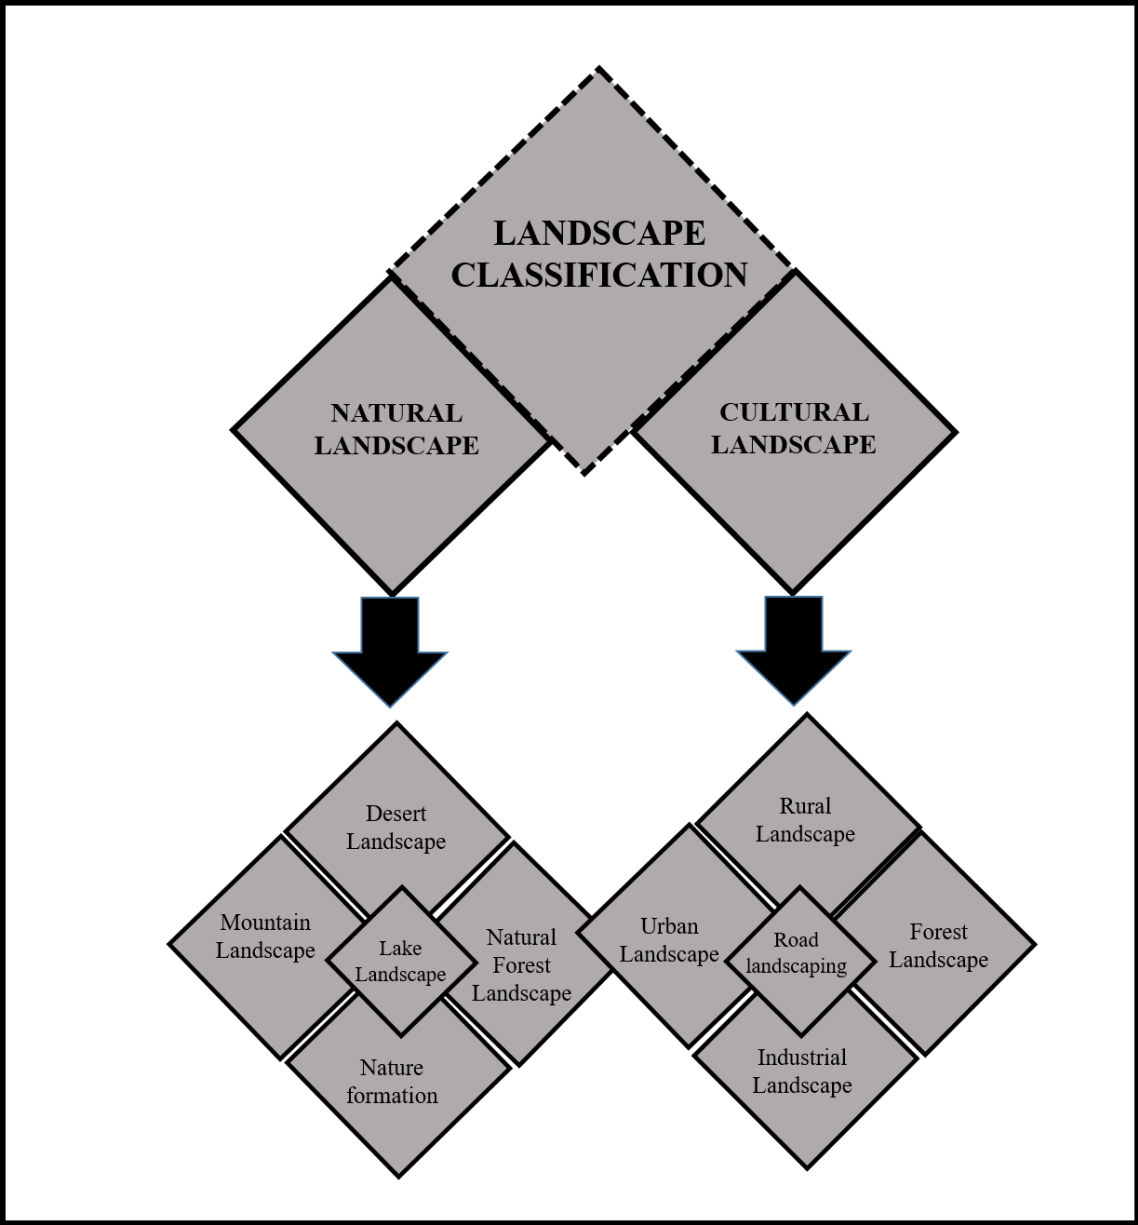 LANDSCAPE
CLASSIFICATION
NATURAL
LANDSCAPE
CULTURAL
LANDSCAPE
Desert
Landscape
Mountain
Landscape
Lake
Landscape
Natural
Forest
Landscape
Nature
formation
Rural
Landscape
Urban
Landscape
Road
landscaping
Forest
Landscape
Industrial
Landscape